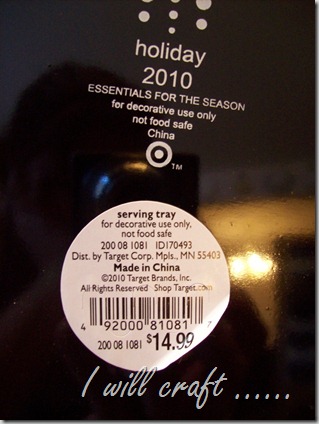 holiday
2010
ESSENTIALS FOR THE SEASON
for decorative use only
not food safe
China
TM
serving tray
for decorative use only,
not food safe
200 08 1081 ID170493
Dist. by Target Corp. Mpls., MN 55403
Made in China
©2010 Target Brands, Inc.
All Rights Reserved Shop Target.com
4 92000 81081 7
200 08 1081 $14.99
I will craft ......